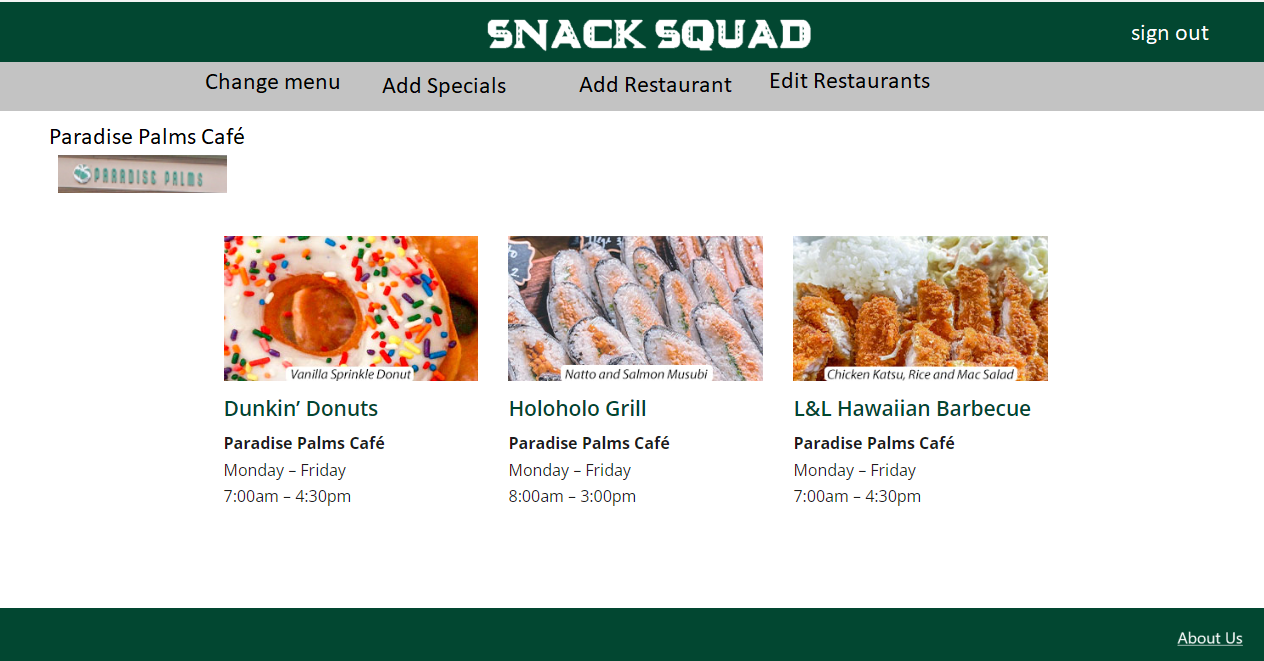 SNACK SQUAD
sign out
Change menu
Add Specials
Add Restaurant
Edit Restaurants
Paradise Palms Café
PARADISE PALMS
Vanilla Sprinkle Donut
Natto and Salmon Musubi
Chicken Katsu, Rice and Mac Salad
Dunkin’ Donuts
Holoholo Grill
L&L Hawaiian Barbecue
Paradise Palms Café
Paradise Palms Café
Paradise Palms Café
Monday – Friday
Monday – Friday
Monday – Friday
7:00am – 4:30pm
8:00am – 3:00pm
7:00am – 4:30pm
About Us